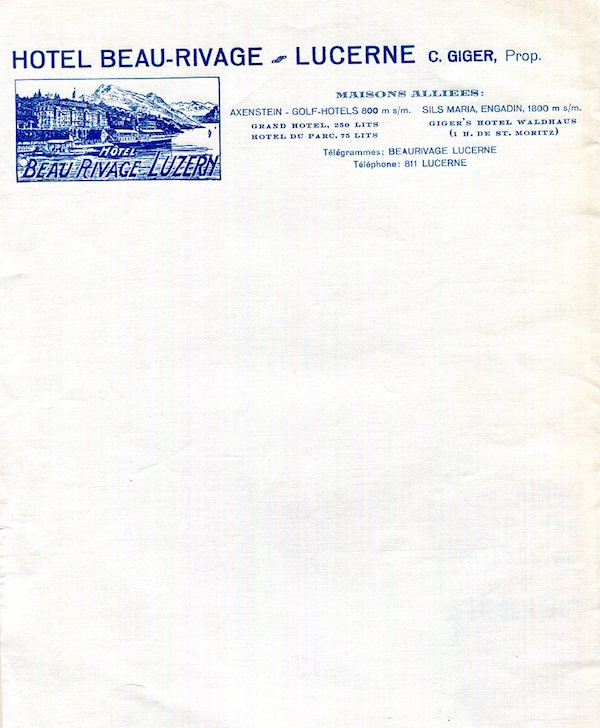 HOTEL BEAU-RIVAGE LUCERNE C. GIGER, Prop.
HÔTEL
BEAU RIVAGE LUZERN
MAISONS ALLIEES:
AXENSTEIN - GOLF-HOTELS 800 m s/m.
GRAND HOTEL, 250 LITS
HOTEL DU PARC, 75 LITS
SILS MARIA, ENGADIN, 1800 m s/m.
GIGER'S HOTEL WALDHAUS
(1 H. DE ST. MORITZ)
Télégrammes: BEAURIVAGE LUCERNE
Téléphone: 811 LUCERNE